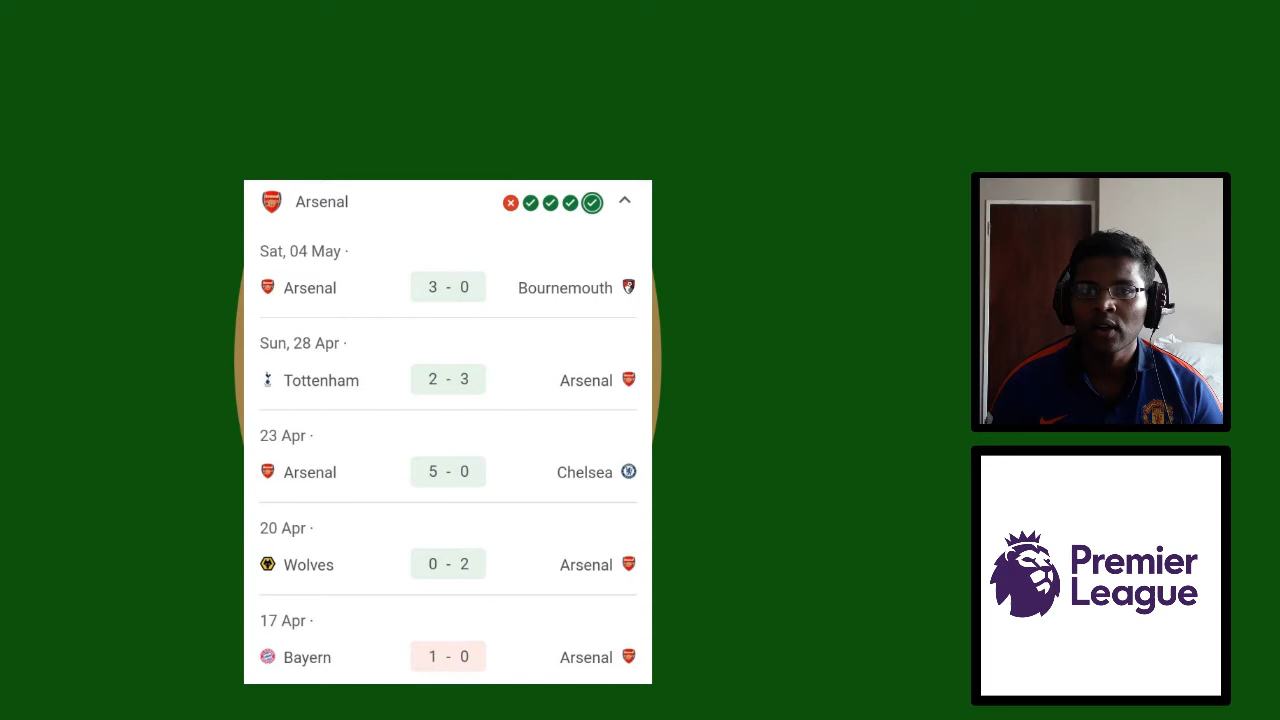 Arsenal
Sat, 04 May ·
Arsenal 3 - 0 Bournemouth
Sun, 28 Apr ·
Tottenham 2 - 3 Arsenal
23 Apr ·
Arsenal 5 - 0 Chelsea
20 Apr ·
Wolves 0 - 2 Arsenal
17 Apr ·
Bayern 1 - 0 Arsenal
Premier
League